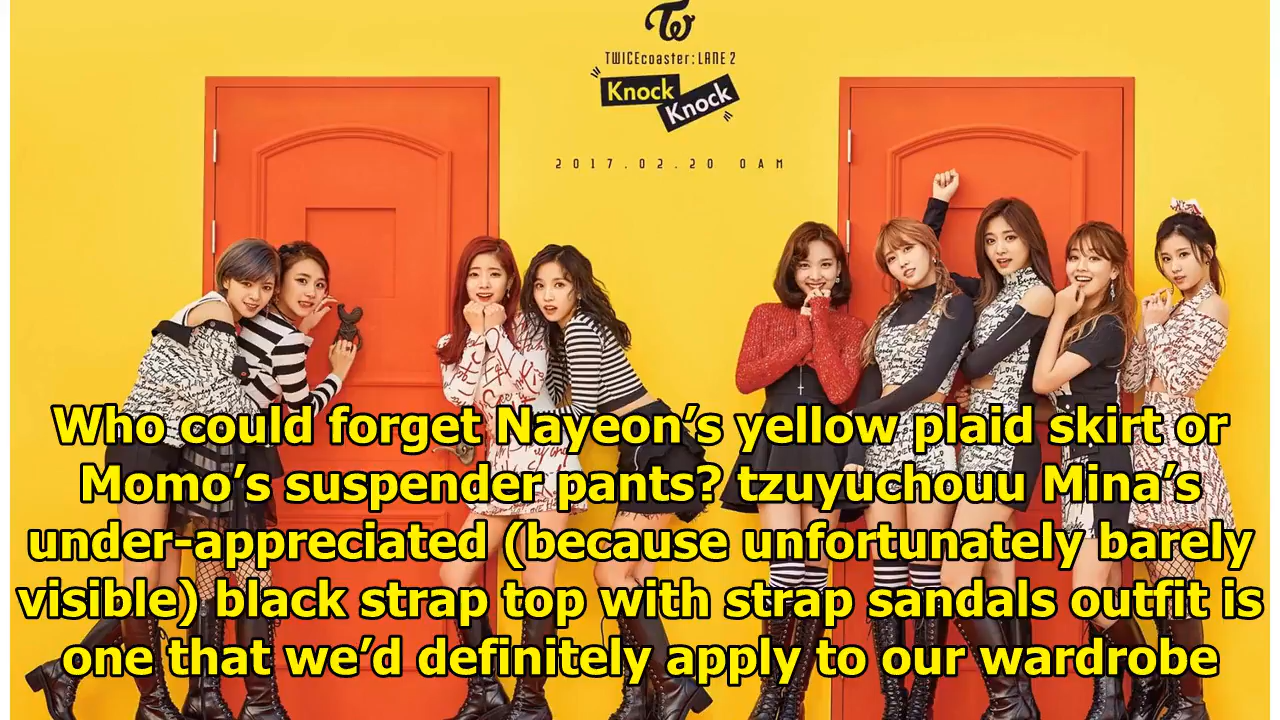 TW
TWICEcoaster: LANE 2
Knock
Knock
2017.02.20 0AM
Who could forget Nayeon’s yellow plaid skirt or
Momo’s suspender pants? tzuyuchouu Mina’s
under-appreciated (because unfortunately barely
visible) black strap top with strap sandals outfit is
one that we’d definitely apply to our wardrobe